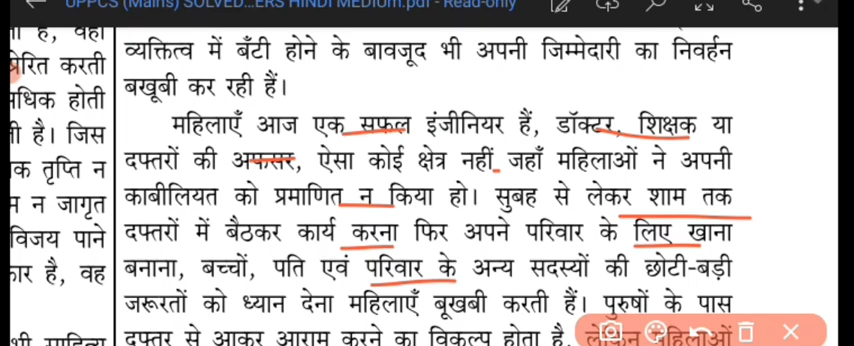 UPPCS (Mains) SOLVED...ERS HINDI MEDIUM.pdf - Read-only
है, वहाँ
प्रेरित करती
होती
ती है। जिस
तृप्ति न
न जागृत
विजय पाने
है, वह
व्यक्तित्व में बँटी होने के बावजूद भी अपनी जिम्मेदारी का निवर्हन
बखूबी कर रही हैं।
महिलाएँ आज एक सफल इंजीनियर हैं, डॉक्टर, शिक्षक या
दफ्तरों की अफसर, ऐसा कोई क्षेत्र नहीं जहाँ महिलाओं ने अपनी
काबीलियत को प्रमाणित न किया हो। सुबह से लेकर शाम तक
दफ्तरों में बैठकर कार्य करना फिर अपने परिवार के लिए खाना
बनाना, बच्चों, पति एवं परिवार के अन्य सदस्यों की छोटी-बड़ी
जरूरतों को ध्यान देना महिलाएँ बूखबी करती हैं। पुरुषों के पास
दफ्तर से आकर आराम करने का विकल्प होता है, लेकिन महिलाओं